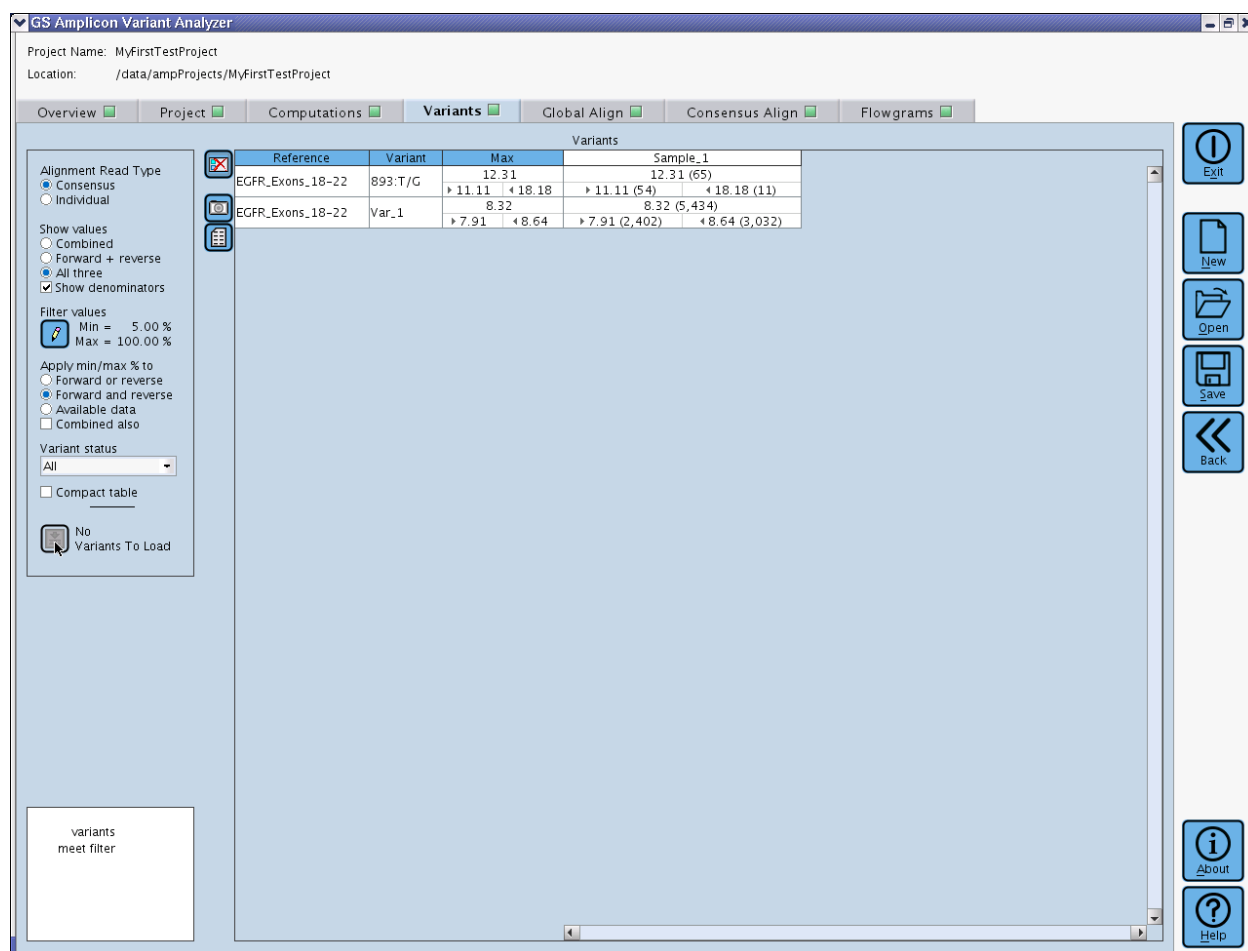 GS Amplicon Variant Analyzer
Project Name: MyFirstTestProject
Location: /data/ampProjects/MyFirstTestProject
Overview Project Computations Variants Global Align Consensus Align Flowgrams
Variants
Alignment Read Type
Consensus
Individual
Show values
Combined
Forward + reverse
All three
Show denominators
Filter values
Min = 5.00 %
Max = 100.00 %
Apply min/max % to
Forward or reverse
Forward and reverse
Available data
Combined also
Variant status
All
Compact table
No
Variants To Load
variants
meet filter
Reference Variant Max Sample_1
EGFR_Exons_18-22 893:T/G 12.31 12.31 (65)
11.11 18.18 11.11 (54) 18.18 (11)
EGFR_Exons_18-22 Var_1 8.32 8.32 (5,434)
7.91 8.64 7.91 (2,402) 8.64 (3,032)
Exit
New
Open
Save
Back
About
Help